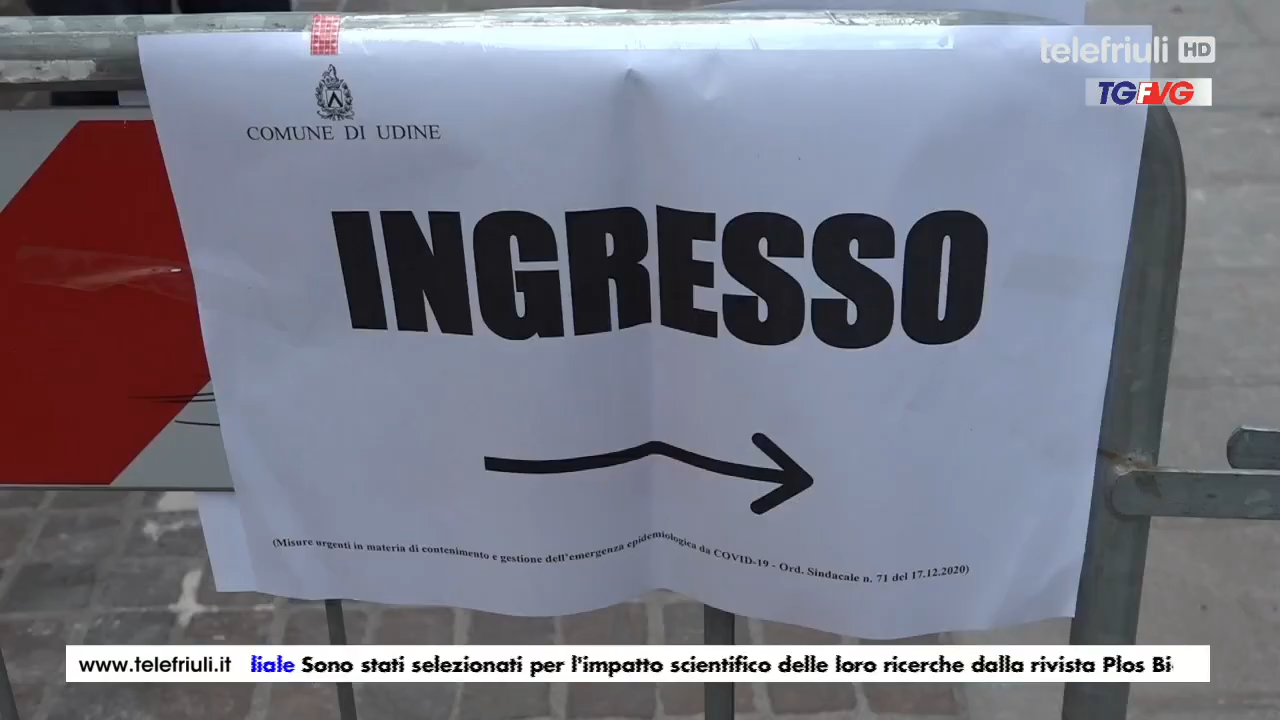 telefriuli HD
TGFVG
COMUNE DI UDINE
INGRESSO
(Misure urgenti in materia di contenimento e gestione dell'emergenza epidemiologica da COVID-19 - Ord. Sindacale n. 71 del 17.12.2020)
www.telefriuli.it liale Sono stati selezionati per l'impatto scientifico delle loro ricerche dalla rivista Plos Bi